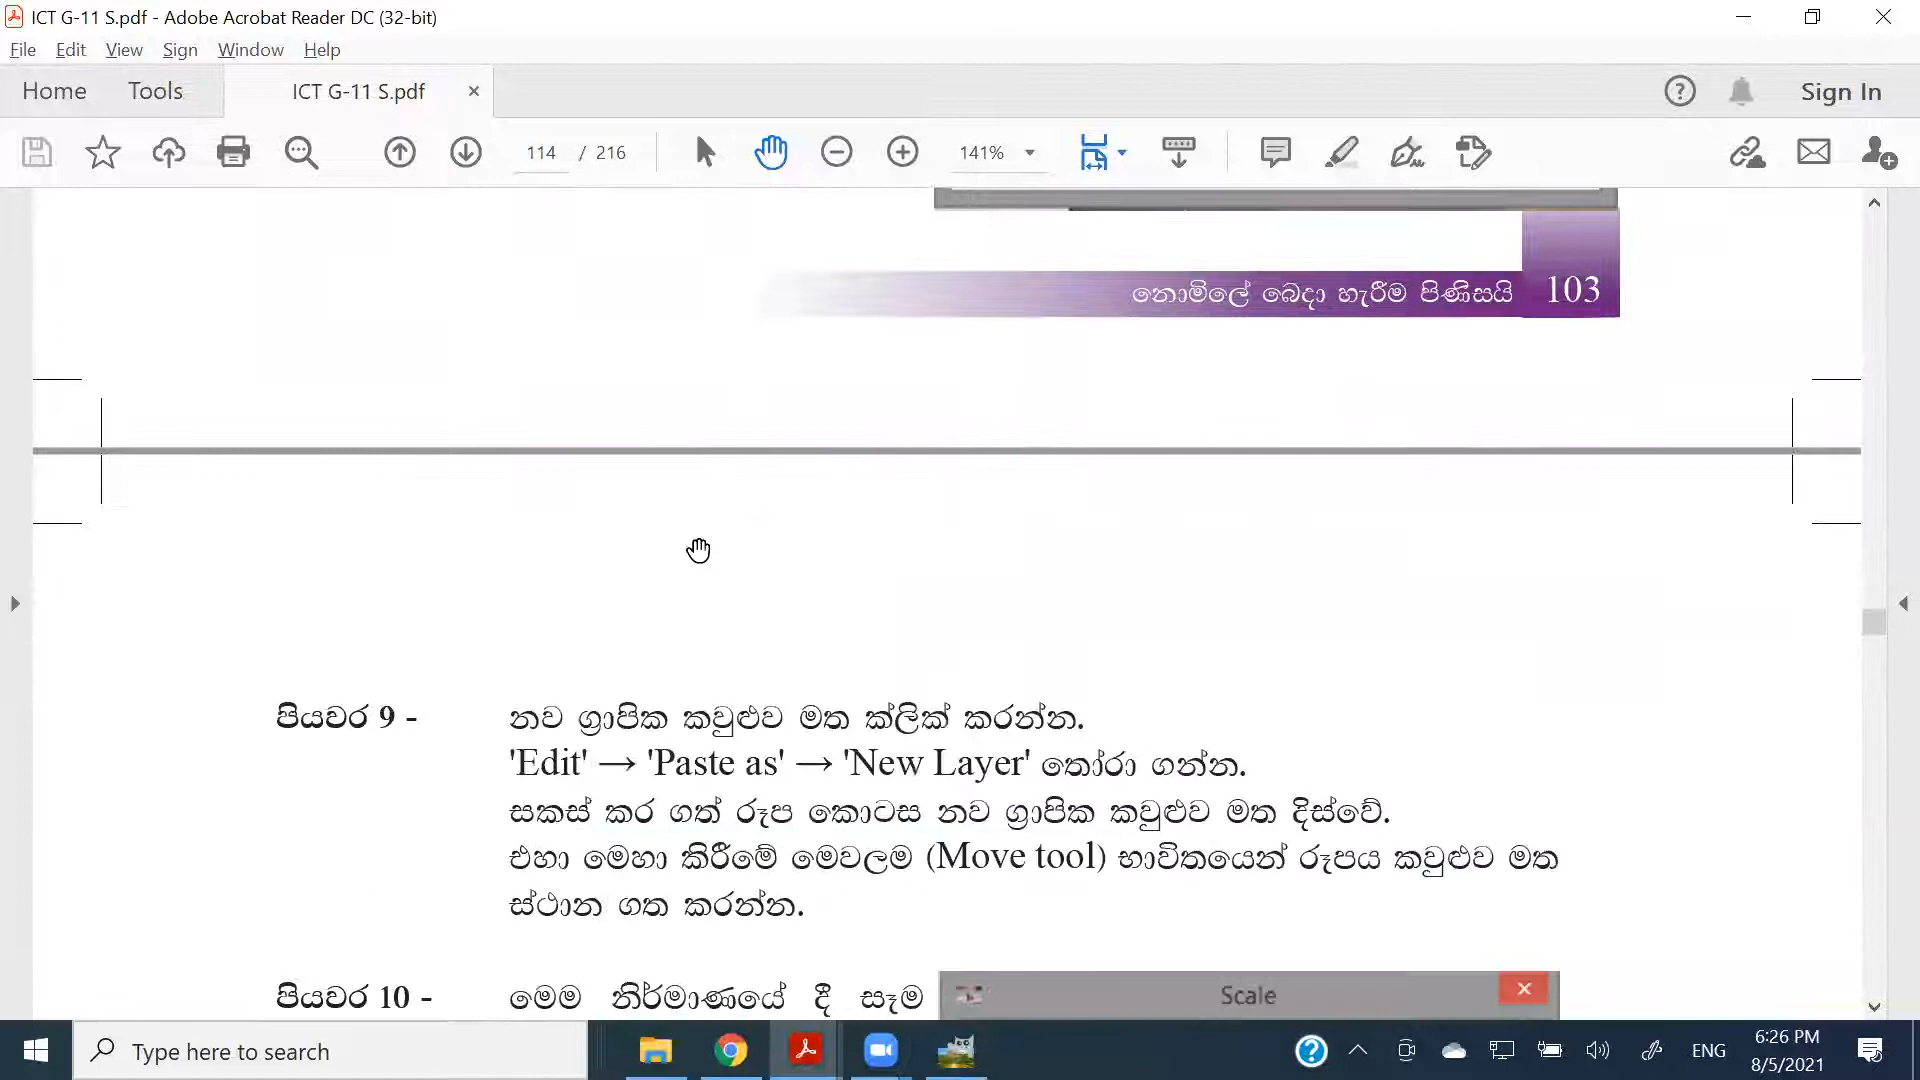 ICT G-11 S.pdf - Adobe Acrobat Reader DC (32-bit)
File Edit View Sign Window Help
Home Tools ICT G-11 S.pdf × Sign In
114 / 216 141%
නොමිලේ බෙදා හැරීම පිණිසයි 103
පියවර 9 - නව ග්‍රාපික කවුළුව මත ක්ලික් කරන්න.
'Edit' → 'Paste as' → 'New Layer' තෝරා ගන්න.
සකස් කර ගත් රූප කොටස නව ග්‍රාපික කවුළුව මත දිස්වේ.
එහා මෙහා කිරීමේ මෙවලම (Move tool) භාවිතයෙන් රූපය කවුළුව මත
ස්ථාන ගත කරන්න.
පියවර 10 - මෙම නිර්මාණයේ දී සෑම
Scale
Type here to search
ENG
6:26 PM
8/5/2021